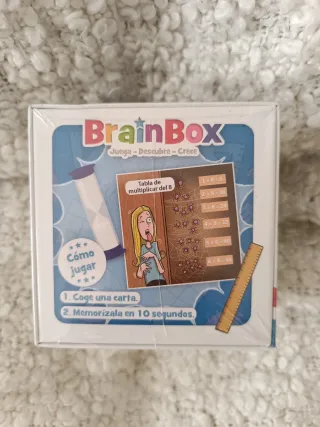 BrainBox
Juega – Descubre – Crece
Tabla de
multiplicar del 8
Cómo
jugar
1. Coge una carta.
2. Memorízala en 10 segundos.